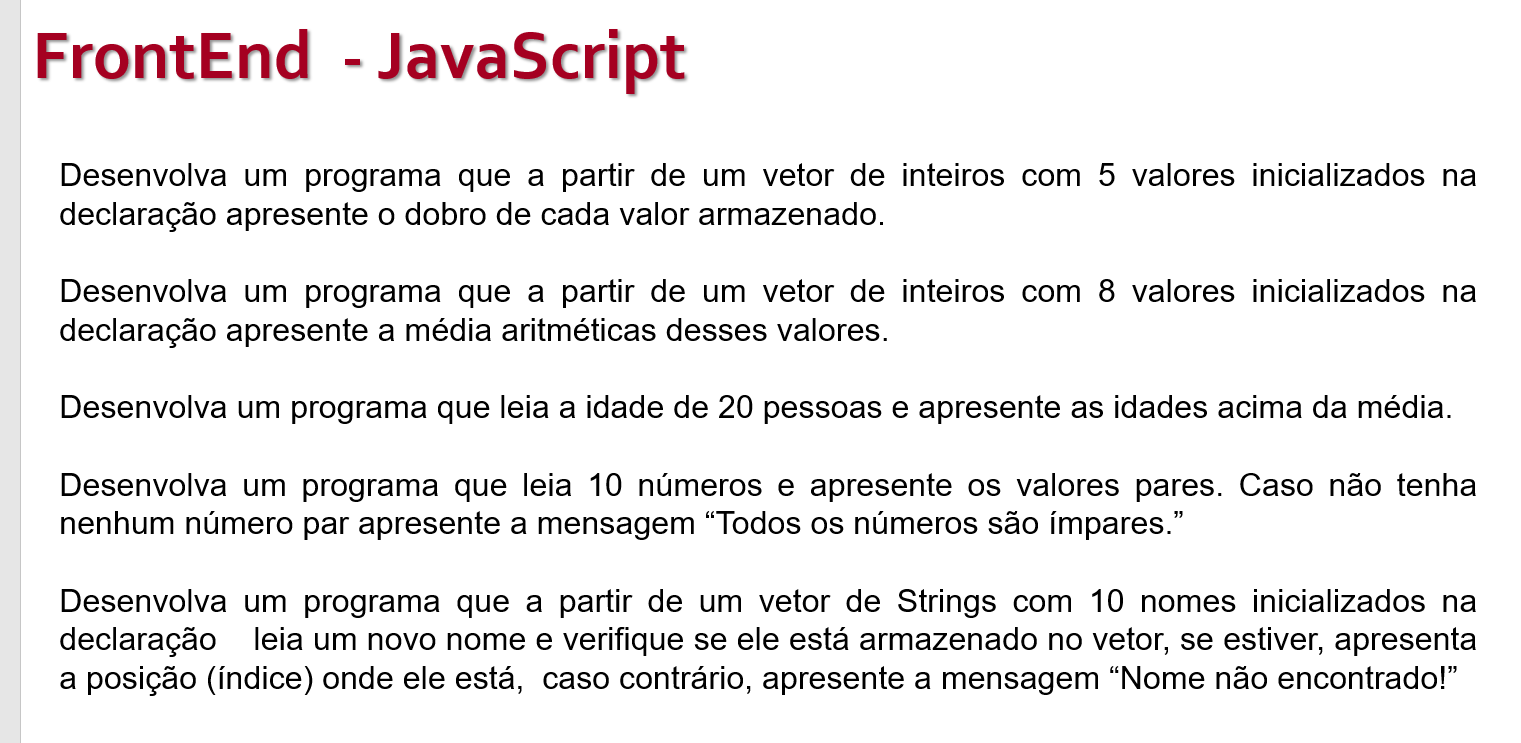 FrontEnd - JavaScript
Desenvolva um programa que a partir de um vetor de inteiros com 5 valores inicializados na
declaração apresente o dobro de cada valor armazenado.
Desenvolva um programa que a partir de um vetor de inteiros com 8 valores inicializados na
declaração apresente a média aritméticas desses valores.
Desenvolva um programa que leia a idade de 20 pessoas e apresente as idades acima da média.
Desenvolva um programa que leia 10 números e apresente os valores pares. Caso não tenha
nenhum número par apresente a mensagem “Todos os números são ímpares.”
Desenvolva um programa que a partir de um vetor de Strings com 10 nomes inicializados na
declaração leia um novo nome e verifique se ele está armazenado no vetor, se estiver, apresenta
a posição (índice) onde ele está, caso contrário, apresente a mensagem “Nome não encontrado!”